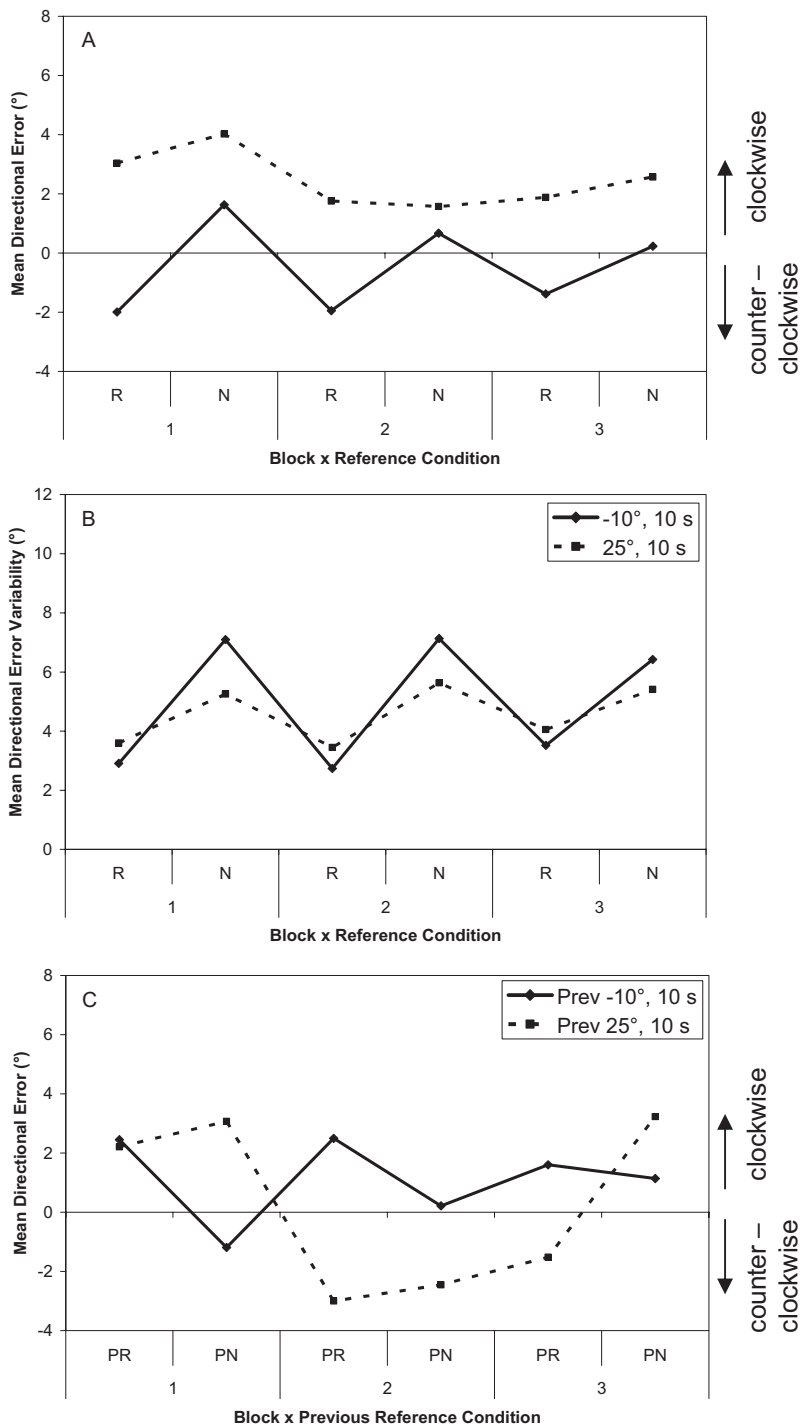 A
Mean Directional Error (°)
8
6
4
2
0
-2
-4
R N R N R N
1 2 3
Block x Reference Condition
clockwise
counter –
clockwise
B
Mean Directional Error Variability (°)
12
10
8
6
4
2
0
-10°, 10 s
25°, 10 s
R N R N R N
1 2 3
Block x Reference Condition
C
Mean Directional Error (°)
8
6
4
2
0
-2
-4
Prev -10°, 10 s
Prev 25°, 10 s
PR PN PR PN PR PN
1 2 3
Block x Previous Reference Condition
clockwise
counter –
clockwise